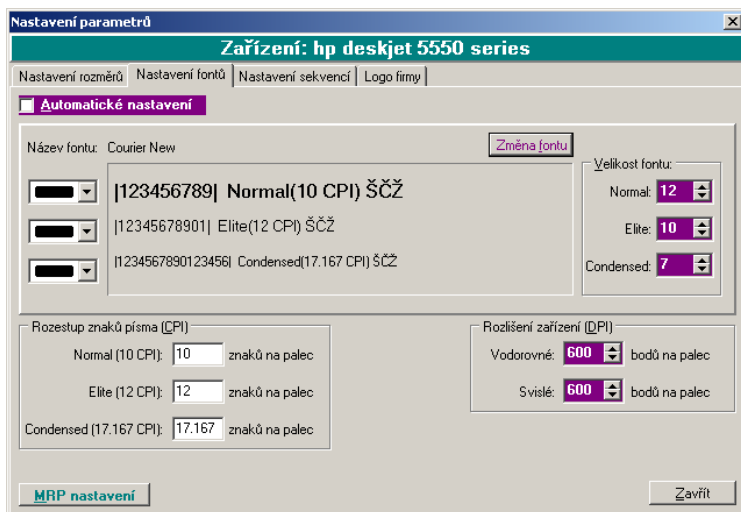 Nastavení parametrů
Zařízení: hp deskjet 5550 series
Nastavení rozměrů Nastavení fontů Nastavení sekvencí Logo firmy
Automatické nastavení
Název fontu: Courier New Změna fontu
Velikost fontu:
|123456789| Normal(10 CPI) ŠČŽ
Normal: 12
|12345678901| Elite(12 CPI) ŠČŽ
Elite: 10
|1234567890123456| Condensed(17.167 CPI) ŠČŽ
Condensed: 7
Rozestup znaků písma (CPI)
Normal (10 CPI): 10 znaků na palec
Elite (12 CPI): 12 znaků na palec
Condensed (17.167 CPI): 17.167 znaků na palec
Rozlišení zařízení (DPI)
Vodorovné: 600 bodů na palec
Svislé: 600 bodů na palec
MRP nastavení Zavřít